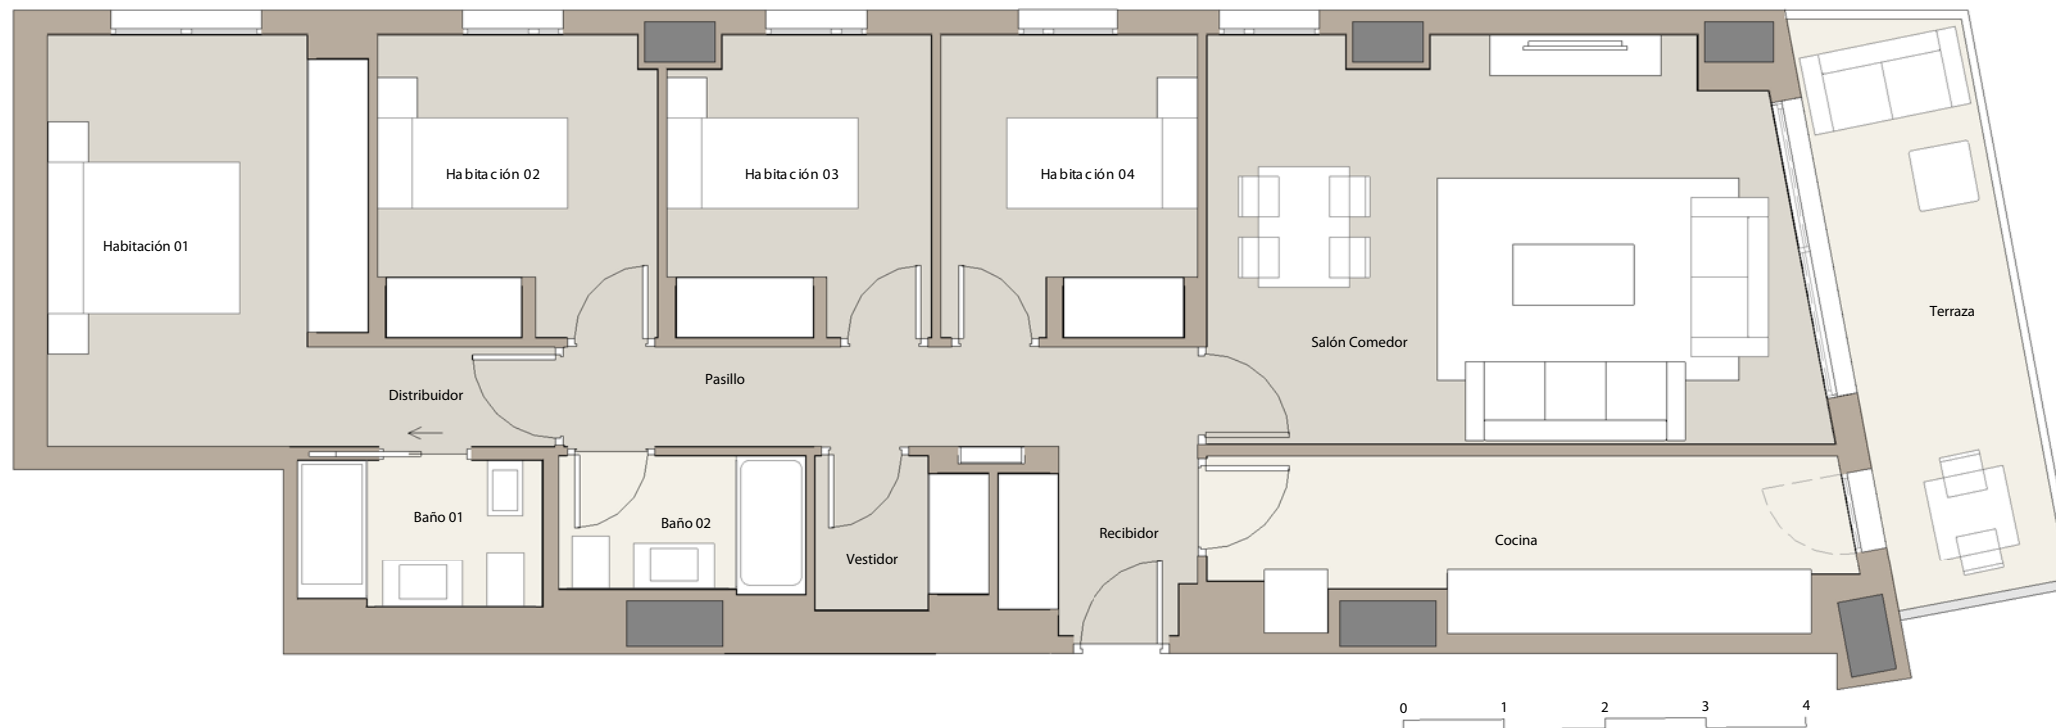 Habitación 02
Habitación 03
Habitación 04
Habitación 01
Terraza
Salón Comedor
Pasillo
Distribuidor
Baño 01
Baño 02
Recibidor
Cocina
Vestidor
0 1 2 3 4